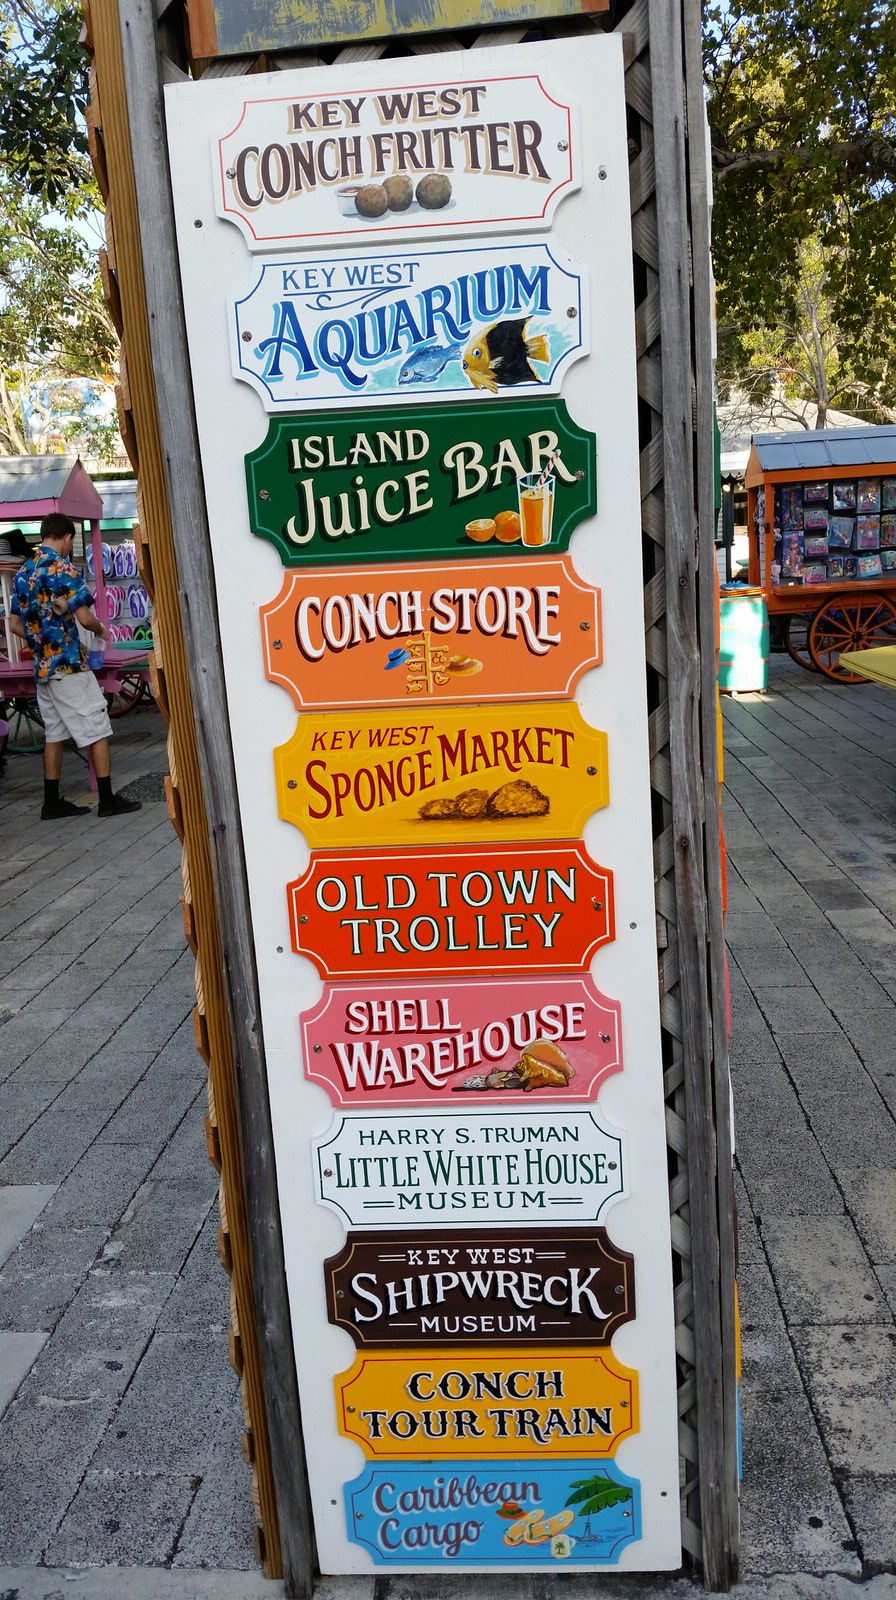 KEY WEST
CONCH FRITTER
KEY WEST
AQUARIUM
ISLAND
JUICE BAR
CONCH STORE
KEY WEST
SPONGE MARKET
OLD TOWN
TROLLEY
SHELL
WAREHOUSE
HARRY S. TRUMAN
LITTLE WHITE HOUSE
MUSEUM
KEY WEST
SHIPWRECK
MUSEUM
CONCH
TOUR TRAIN
Caribbean
Cargo